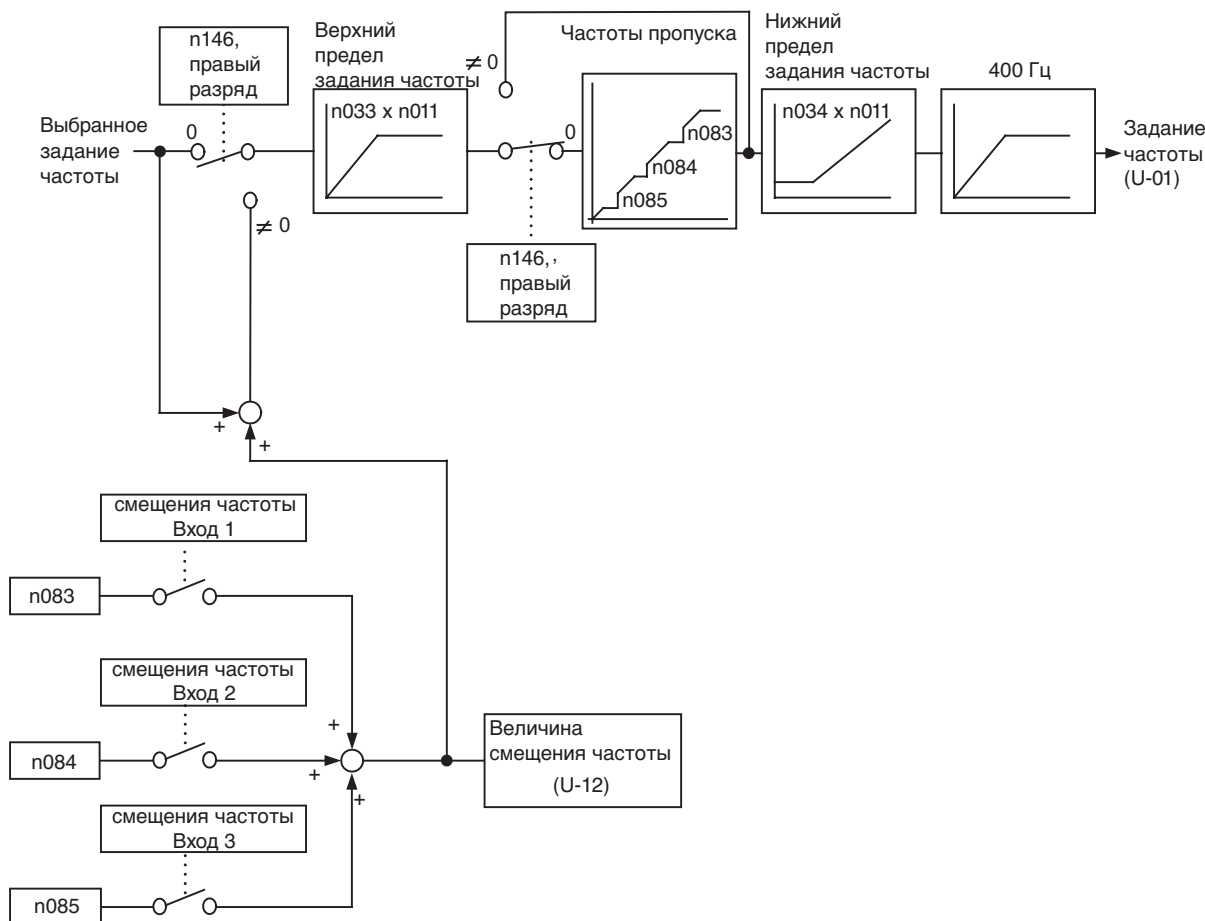 n146,
правый
разряд
Верхний
предел
задания частоты
≠ 0
Частоты пропуска
Нижний
предел
задания частоты
400 Гц
Выбранное
задание
частоты
0
n033 x n011
0
n083
n084
n085
n034 x n011
Задание
частоты
(U-01)
≠ 0
n146,,
правый
разряд
+
+
смещения частоты
Вход 1
n083
смещения частоты
Вход 2
n084
+
+
+
Величина
смещения частоты
(U-12)
смещения частоты
Вход 3
n085